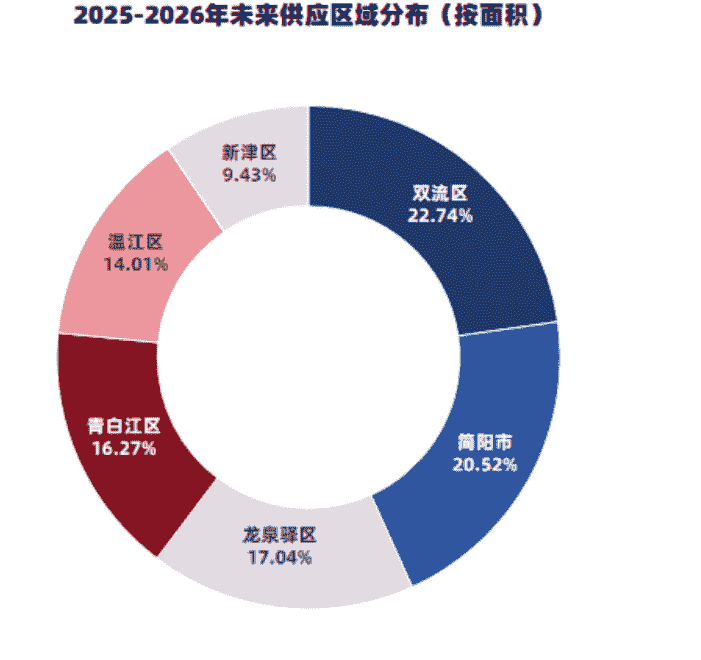 2025-2026年未来供应区域分布（按面积）
新津区
9.43%
双流区
22.74%
温江区
14.01%
青白江区
16.27%
简阳市
20.52%
龙泉驿区
17.04%